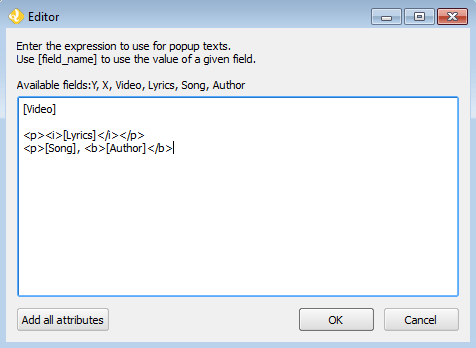 Editor
Enter the expression to use for popup texts.
Use [field_name] to use the value of a given field.
Available fields:Y, X, Video, Lyrics, Song, Author
[Video]
<p><i>[Lyrics]</i></p>
<p>[Song], <b>[Author]</b>
Add all attributes
OK
Cancel